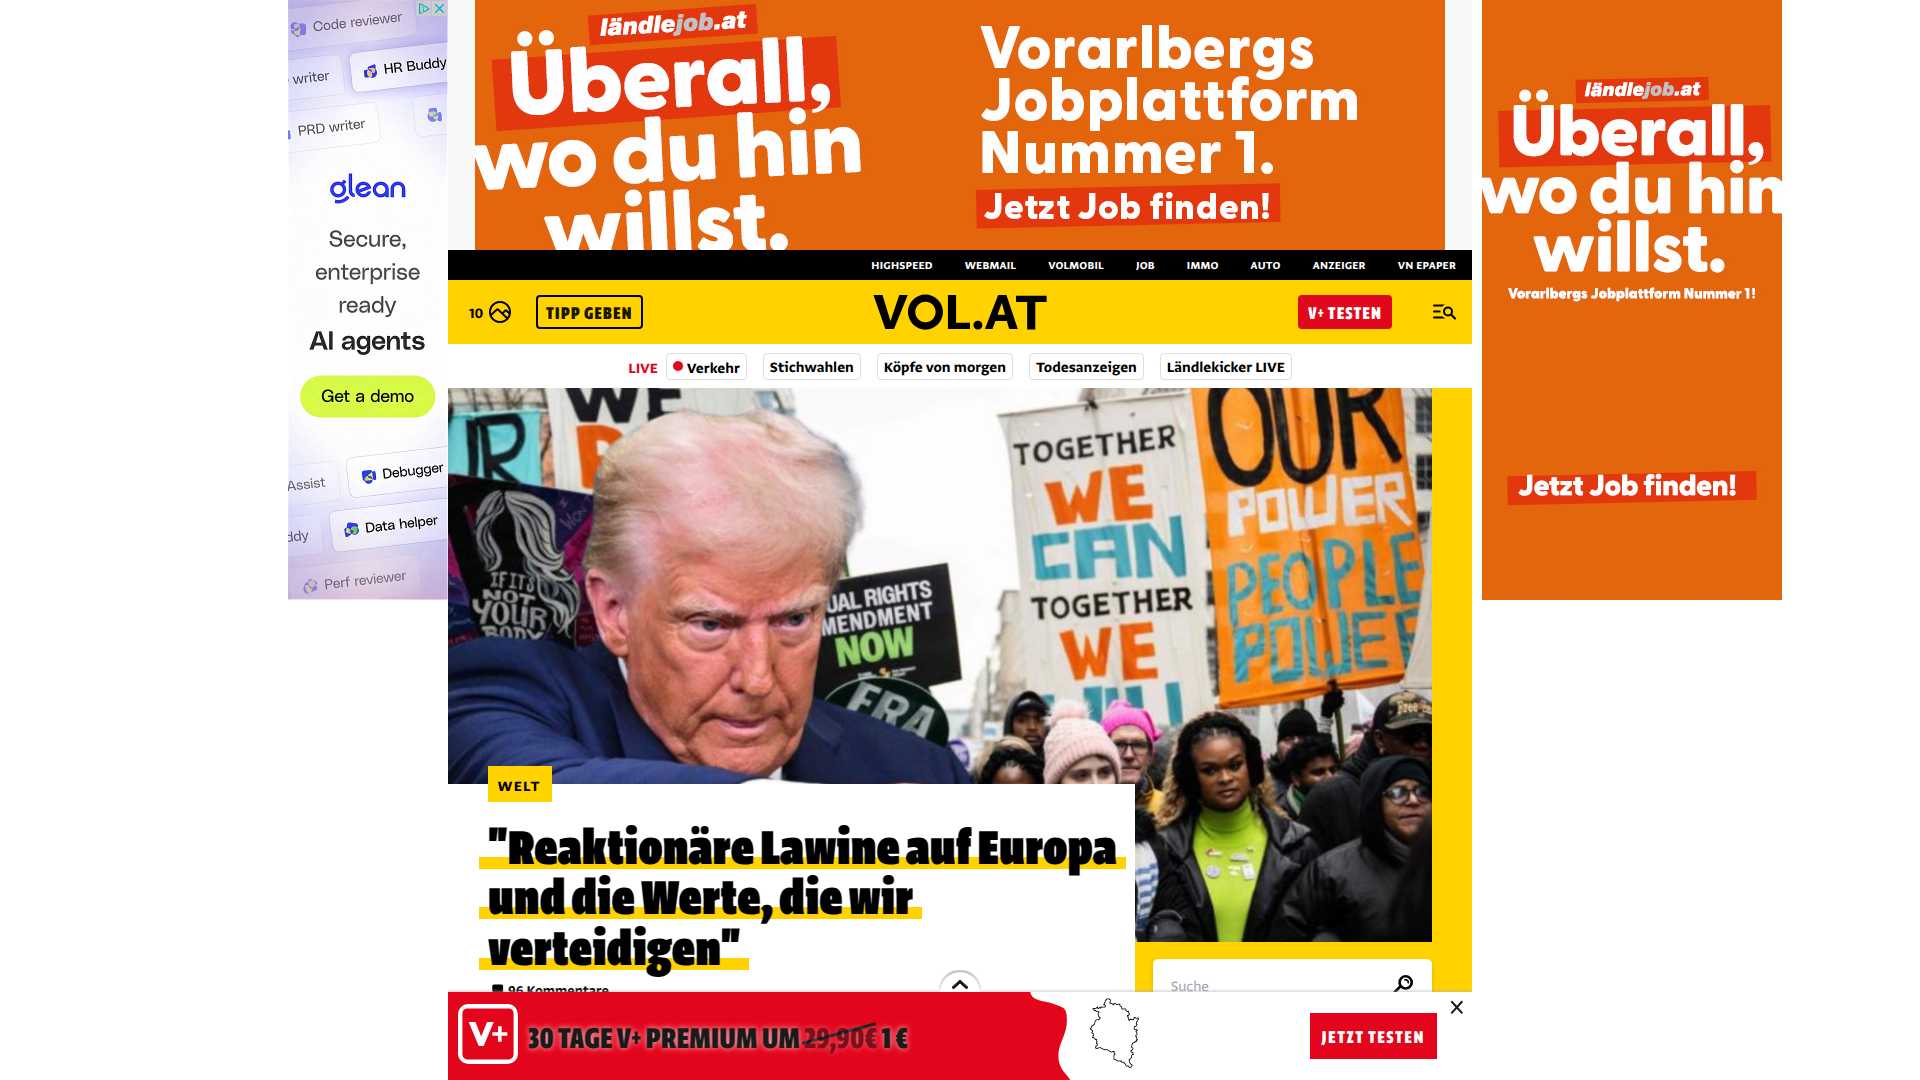 Code reviewer
writer
HR Buddy
PRD writer
glean
Secure,
enterprise
ready
AI agents
Get a demo
Assist
Debugger
Data helper
Perf reviewer
ländlejob.at
Überall,
wo du hin
willst.
Vorarlbergs
Jobplattform
Nummer 1.
Jetzt Job finden!
ländlejob.at
Überall,
wo du hin
willst.
Vorarlbergs Jobplattform Nummer 1!
Jetzt Job finden!
HIGHSPEED WEBMAIL VOLMOBIL JOB IMMO AUTO ANZEIGER VN EPAPER
10 TIPP GEBEN VOL.AT V+ TESTEN
LIVE Verkehr Stichwahlen Köpfe von morgen Todesanzeigen Ländlekicker LIVE
WE
IF IT'S
NOT
YOUR
BODY
RIGHTS
NOW
ERA
TOGETHER
WE
CAN
TOGETHER
WE
OUR
POWER
PEOPLE
POWER
WELT
"Reaktionäre Lawine auf Europa
und die Werte, die wir
verteidigen"
96 Kommentare
Suche
V+ 30 TAGE V+ PREMIUM UM 29,90€ 1 €
JETZT TESTEN